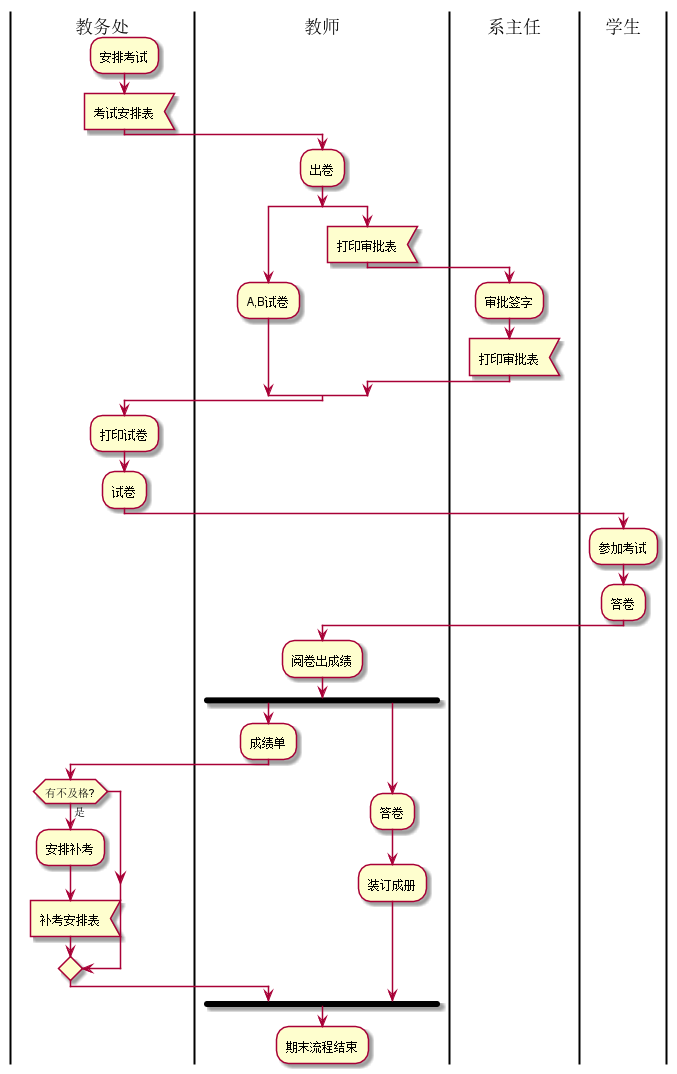 教务处
教师
系主任
学生
安排考试
考试安排表
出卷
打印审批表
A,B试卷
审批签字
打印审批表
打印试卷
试卷
参加考试
答卷
阅卷出成绩
成绩单
有不及格?
是
答卷
安排补考
装订成册
补考安排表
期末流程结束